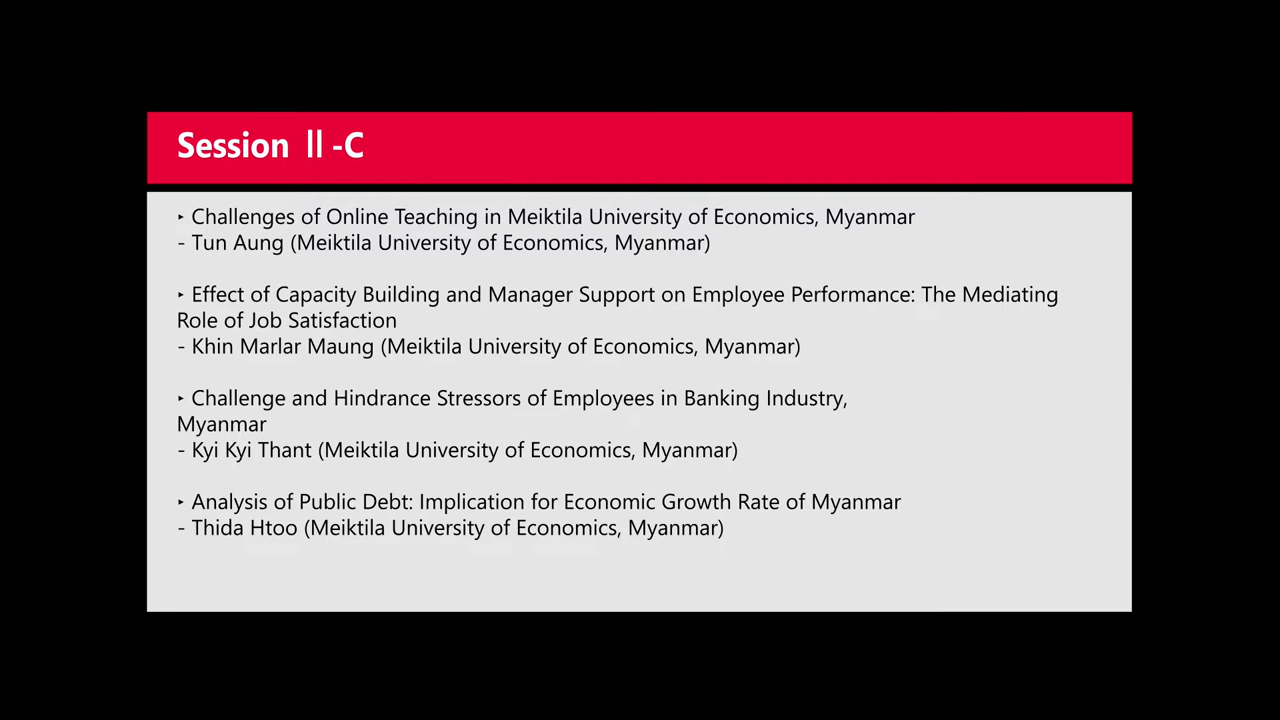 Session Ⅱ-C
‣ Challenges of Online Teaching in Meiktila University of Economics, Myanmar
- Tun Aung (Meiktila University of Economics, Myanmar)
‣ Effect of Capacity Building and Manager Support on Employee Performance: The Mediating
Role of Job Satisfaction
- Khin Marlar Maung (Meiktila University of Economics, Myanmar)
‣ Challenge and Hindrance Stressors of Employees in Banking Industry,
Myanmar
- Kyi Kyi Thant (Meiktila University of Economics, Myanmar)
‣ Analysis of Public Debt: Implication for Economic Growth Rate of Myanmar
- Thida Htoo (Meiktila University of Economics, Myanmar)